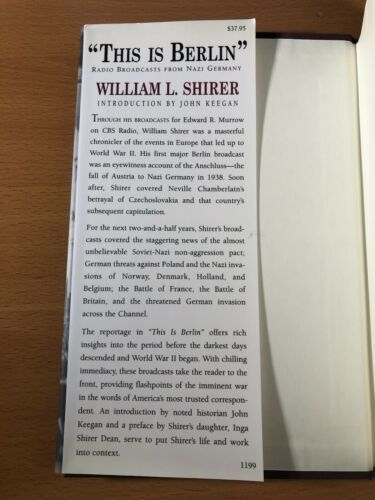 $37.95
"THIS IS BERLIN"
RADIO BROADCASTS FROM NAZI GERMANY
WILLIAM L. SHIRER
INTRODUCTION BY JOHN KEEGAN
THROUGH HIS BROADCASTS for Edward R. Murrow
on CBS Radio, William Shirer was a masterful
chronicler of the events in Europe that led up to
World War II. His first major Berlin broadcast
was an eyewitness account of the Anschluss—the
fall of Austria to Nazi Germany in 1938. Soon
after, Shirer covered Neville Chamberlain's
betrayal of Czechoslovakia and that country's
subsequent capitulation.
For the next two-and-a-half years, Shirer's broad-
casts covered the staggering news of the almost
unbelievable Soviet-Nazi non-aggression pact;
German threats against Poland and the Nazi inva-
sions of Norway, Denmark, Holland, and
Belgium; the Battle of France, the Battle of
Britain, and the threatened German invasion
across the Channel.
The reportage in "This Is Berlin" offers rich
insights into the period before the darkest days
descended and World War II began. With chilling
immediacy, these broadcasts take the reader to the
front, providing flashpoints of the imminent war
in the words of America's most trusted correspon-
dent. An introduction by noted historian John
Keegan and a preface by Shirer's daughter, Inga
Shirer Dean, serve to put Shirer's life and work
into context.
1199